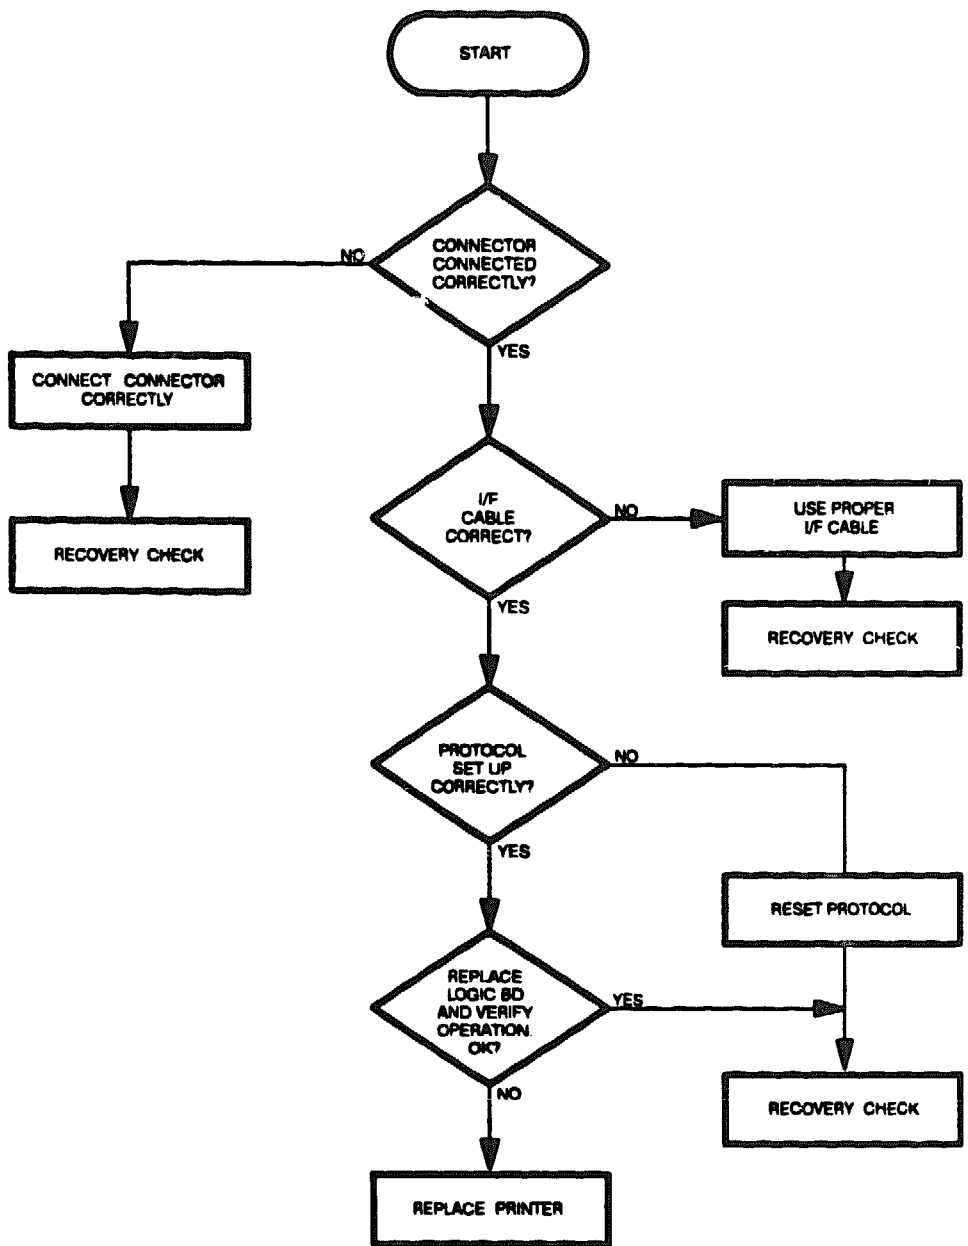 START
CONNECTOR
CONNECTED
CORRECTLY?
NO
YES
CONNECT CONNECTOR
CORRECTLY
RECOVERY CHECK
I/F
CABLE
CORRECT?
NO
USE PROPER
I/F CABLE
YES
RECOVERY CHECK
PROTOCOL
SET UP
CORRECTLY?
NO
YES
RESET PROTOCOL
REPLACE
LOGIC BD
AND VERIFY
OPERATION.
OK?
YES
NO
RECOVERY CHECK
REPLACE PRINTER